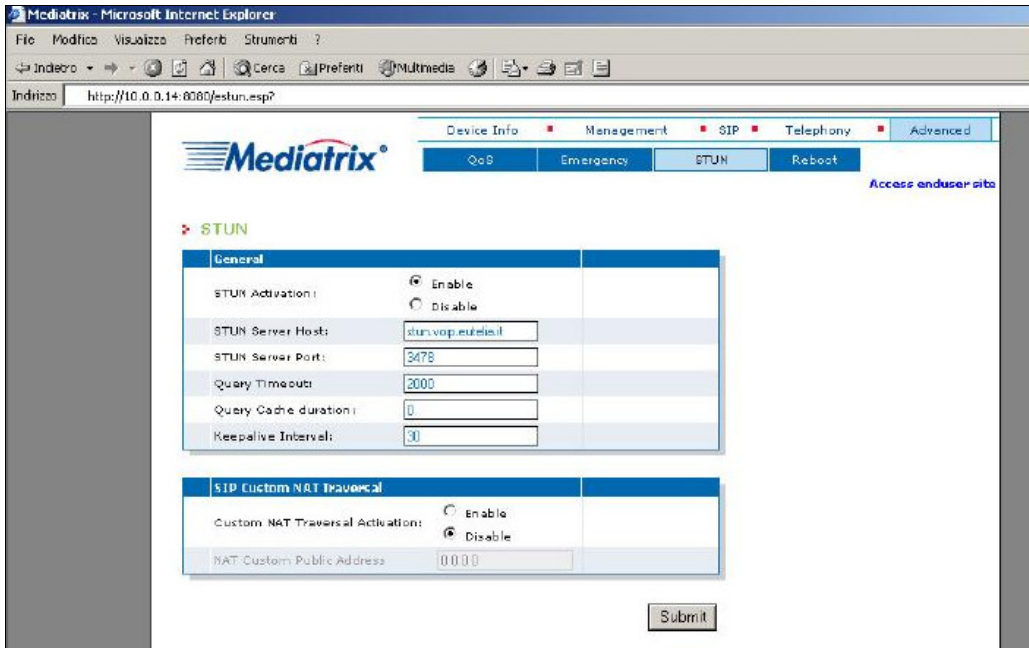 Mediatrix - Microsoft Internet Explorer
File Modifica Visualizza Preferiti Strumenti ?
Indietro Cerca Preferiti Multimedia
Indirizzo http://10.0.0.14:8080/estun.esp?
Mediatrix®
Device Info Management SIP Telephony Advanced
QoS Emergency STUN Reboot
Access enduser site
STUN
General
STUN Activation: Enable
Disable
STUN Server Host: stun.voip.eutelia.it
STUN Server Port: 3478
Query Timeout: 2000
Query Cache duration: 0
Keepalive Interval: 30
SIP Custom NAT Traversal
Custom NAT Traversal Activation: Enable
Disable
NAT Custom Public Address 0.0.0.0
Submit